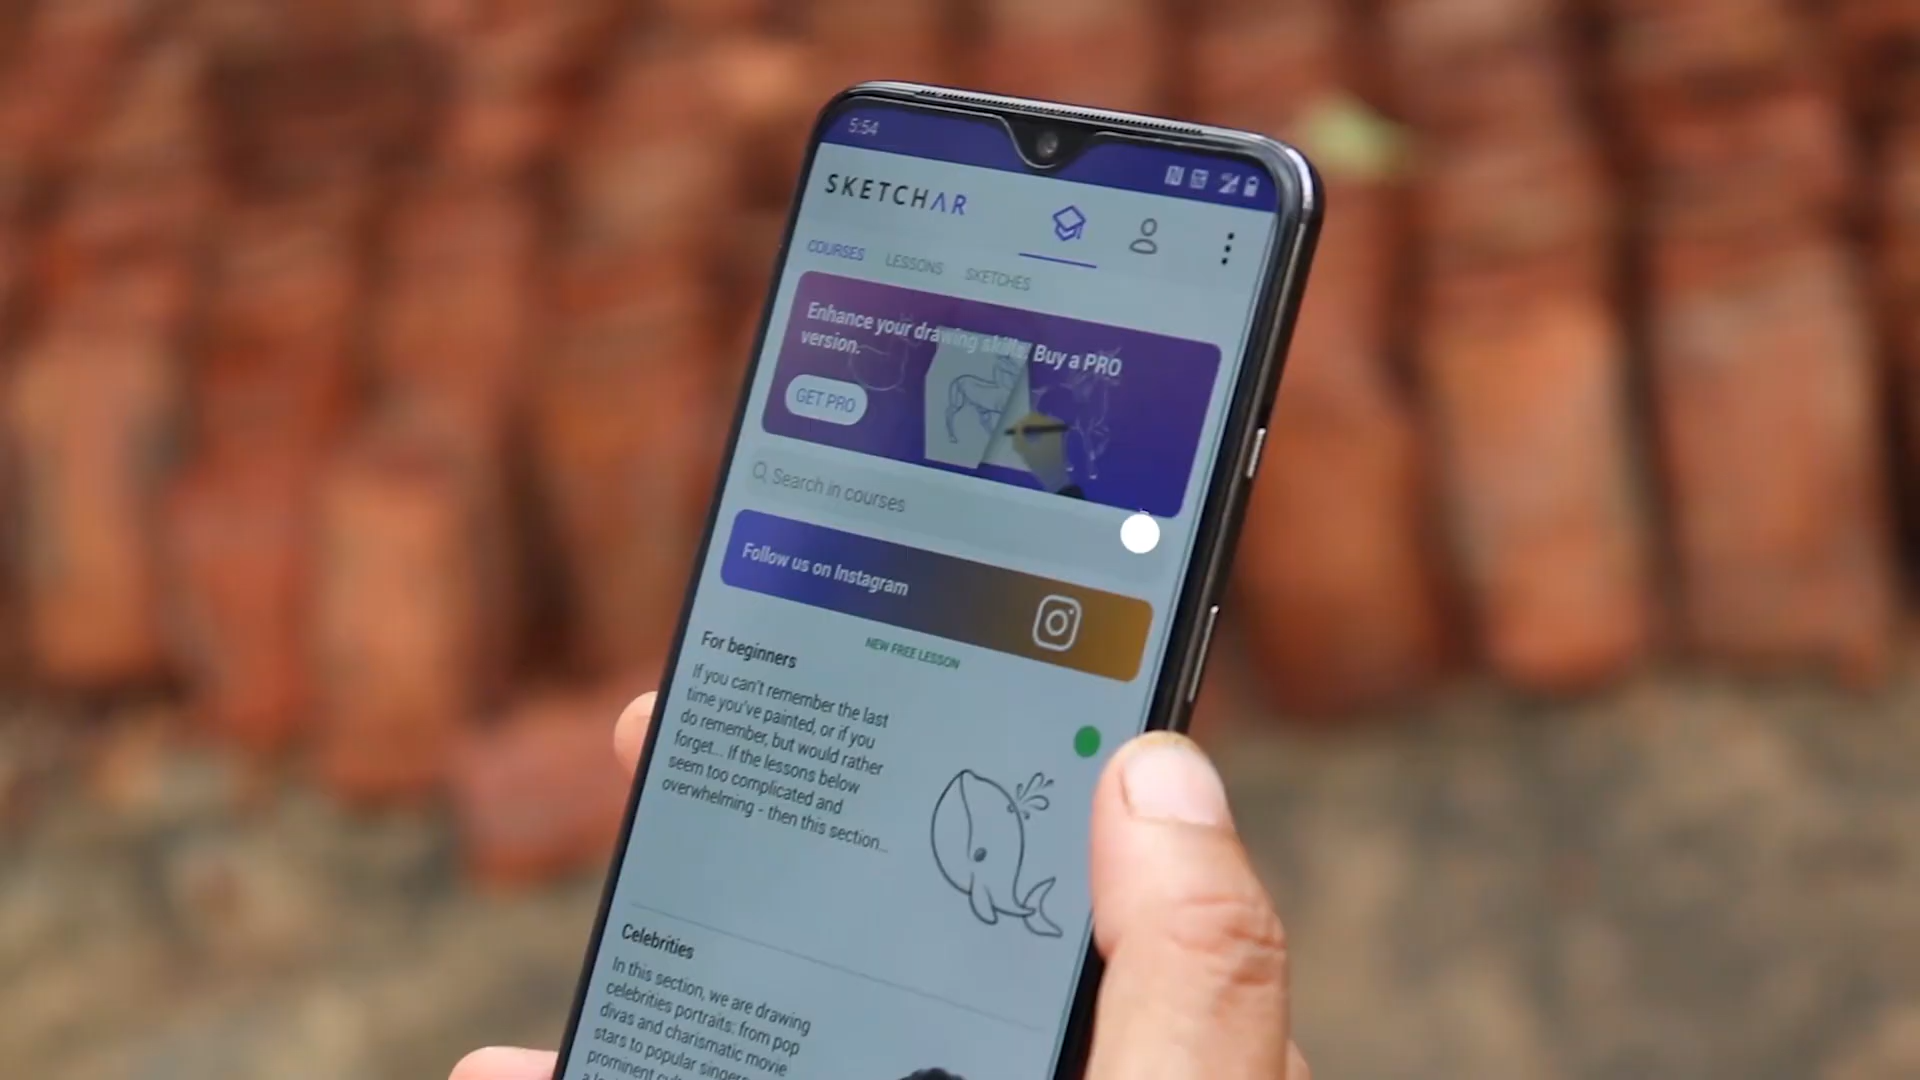 5:54
SKETCHAR
COURSES LESSONS SKETCHES
Enhance your drawing skills. Buy a PRO
version.
GET PRO
Search in courses
Follow us on Instagram
NEW FREE LESSON
For beginners
If you can't remember the last
time you've painted, or if you
do remember, but would rather
forget... If the lessons below
seem too complicated and
overwhelming - then this section...
Celebrities
In this section, we are drawing
celebrities portraits: from pop
divas and charismatic movie
stars to popular singers
prominent